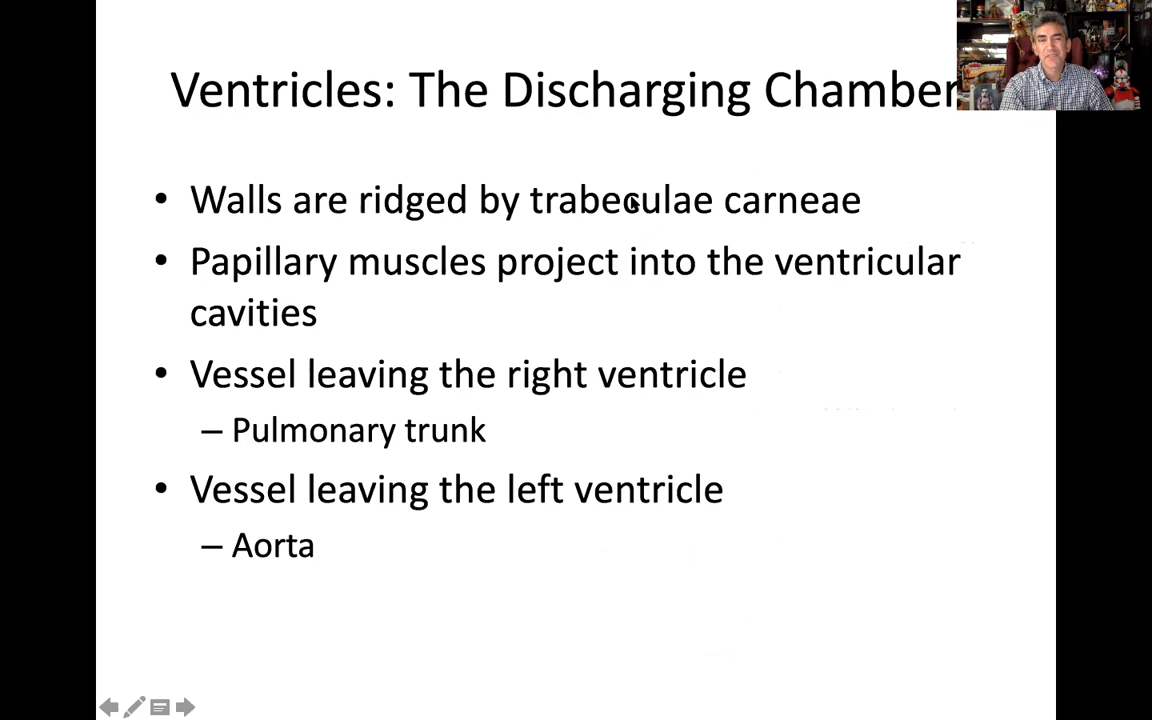 Ventricles: The Discharging Chamber
• Walls are ridged by trabeculae carneae
• Papillary muscles project into the ventricular
cavities
• Vessel leaving the right ventricle
– Pulmonary trunk
• Vessel leaving the left ventricle
– Aorta